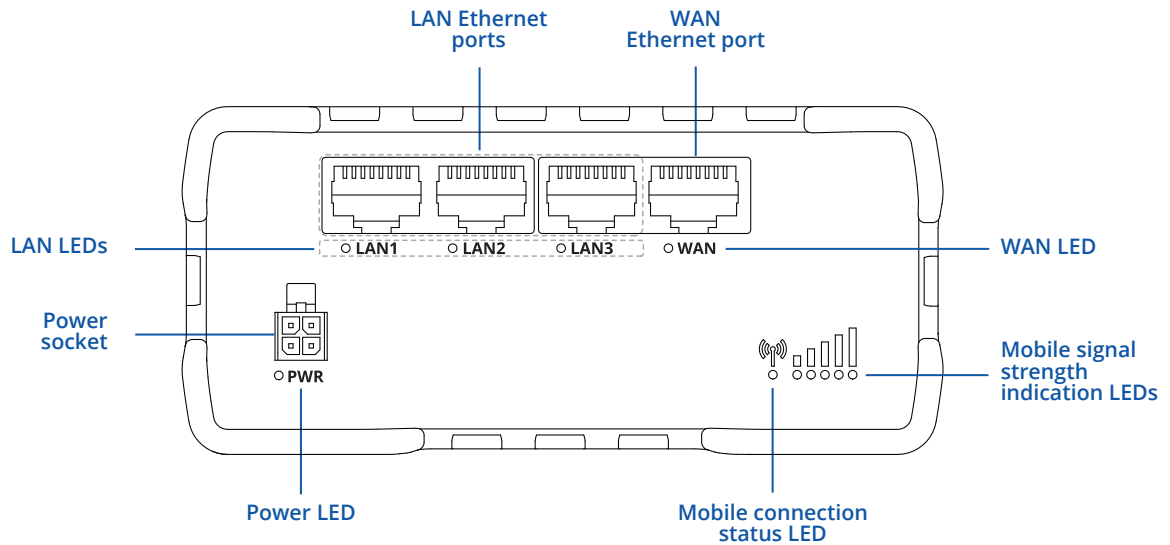 LAN Ethernet
ports
WAN
Ethernet port
LAN LEDs
LAN1
LAN2
LAN3
WAN
WAN LED
Power
socket
PWR
Mobile signal
strength
indication LEDs
Power LED
Mobile connection
status LED